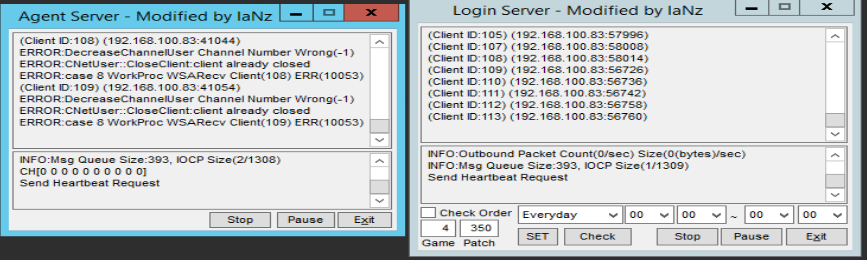 Agent Server - Modified by IaNz
(Client ID:108) (192.168.100.83:41044)
ERROR:DecreaseChannelUser Channel Number Wrong(-1)
ERROR:CNetUser::CloseClient:client already closed
ERROR:case 8 WorkProc WSARecv Client(108) ERR(10053)
(Client ID:109) (192.168.100.83:41054)
ERROR:DecreaseChannelUser Channel Number Wrong(-1)
ERROR:CNetUser::CloseClient:client already closed
ERROR:case 8 WorkProc WSARecv Client(109) ERR(10053)
INFO:Msg Queue Size:393, IOCP Size(2/1308)
CH[0 0 0 0 0 0 0 0 0 0]
Send Heartbeat Request
Stop Pause Exit
Login Server - Modified by IaNz
(Client ID:105) (192.168.100.83:57996)
(Client ID:107) (192.168.100.83:58008)
(Client ID:108) (192.168.100.83:58014)
(Client ID:109) (192.168.100.83:56726)
(Client ID:110) (192.168.100.83:56736)
(Client ID:111) (192.168.100.83:56742)
(Client ID:112) (192.168.100.83:56758)
(Client ID:113) (192.168.100.83:56760)
INFO:Outbound Packet Count(0/sec) Size(0(bytes)/sec)
INFO:Msg Queue Size:393, IOCP Size(1/1309)
Send Heartbeat Request
Check Order Everyday 00 00 ~ 00 00
4 350
Game Patch SET Check Stop Pause Exit